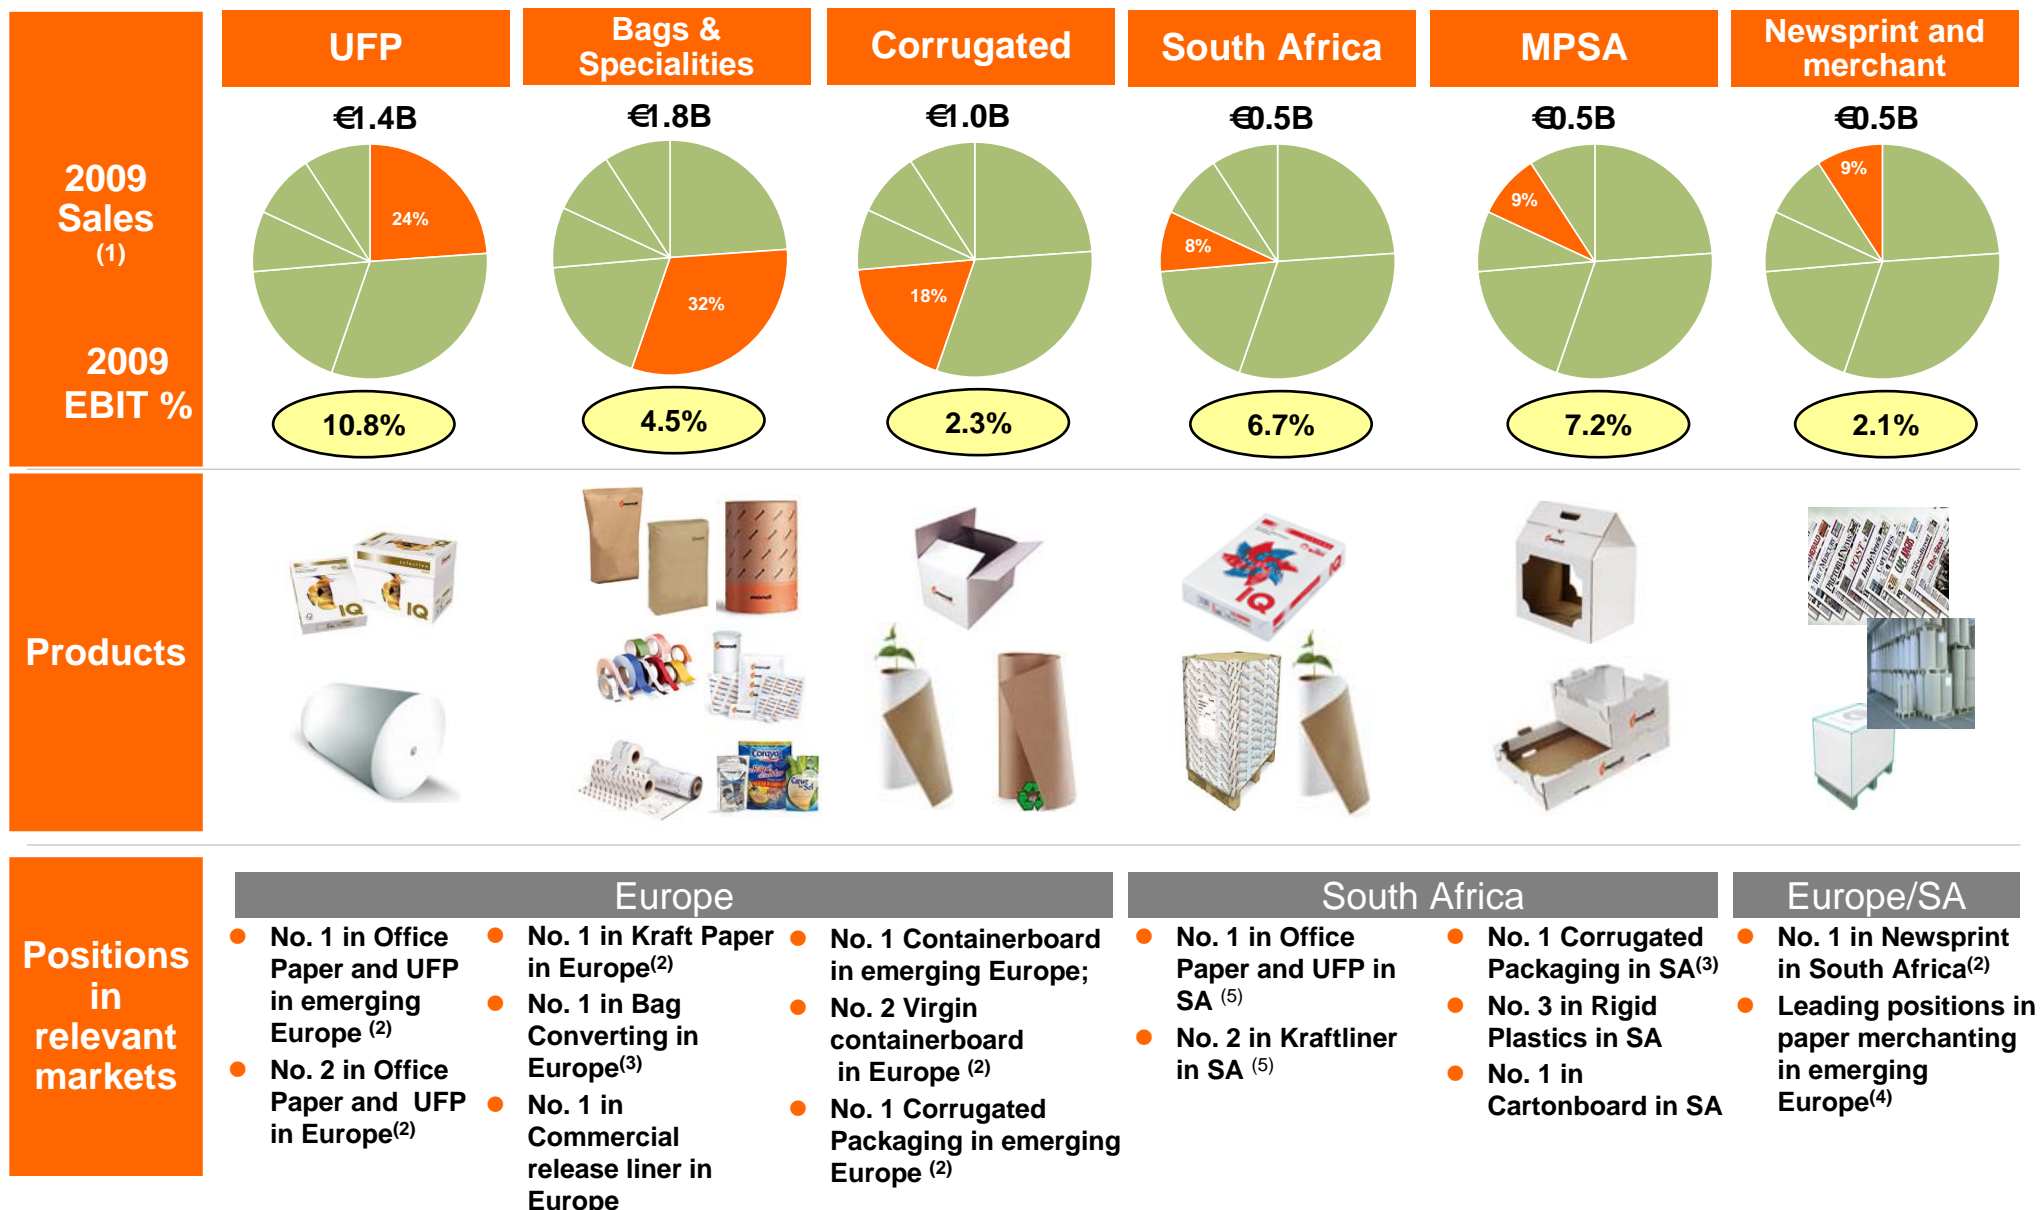 UFP
Bags &
Specialities
Corrugated
South Africa
MPSA
Newsprint and
merchant
2009
Sales
(1)
€1.4B
€1.8B
€1.0B
€0.5B
€0.5B
€0.5B
24%
32%
18%
8%
9%
9%
2009
EBIT %
10.8%
4.5%
2.3%
6.7%
7.2%
2.1%
Products
IQ
IQ
IQ
mondi
Positions
in
relevant
markets
Europe
No. 1 in Office
Paper and UFP
in emerging
Europe (2)
No. 2 in Office
Paper and UFP
in Europe(2)
No. 1 in Kraft Paper
in Europe(2)
No. 1 in Bag
Converting in
Europe(3)
No. 1 in
Commercial
release liner in
Europe
No. 1 Containerboard
in emerging Europe;
No. 2 Virgin
containerboard
in Europe (2)
No. 1 Corrugated
Packaging in emerging
Europe (2)
South Africa
No. 1 in Office
Paper and UFP in
SA (5)
No. 2 in Kraftliner
in SA (5)
No. 1 Corrugated
Packaging in SA(3)
No. 3 in Rigid
Plastics in SA
No. 1 in
Cartonboard in SA
Europe/SA
No. 1 in Newsprint
in South Africa(2)
Leading positions in
paper merchanting
in emerging
Europe(4)